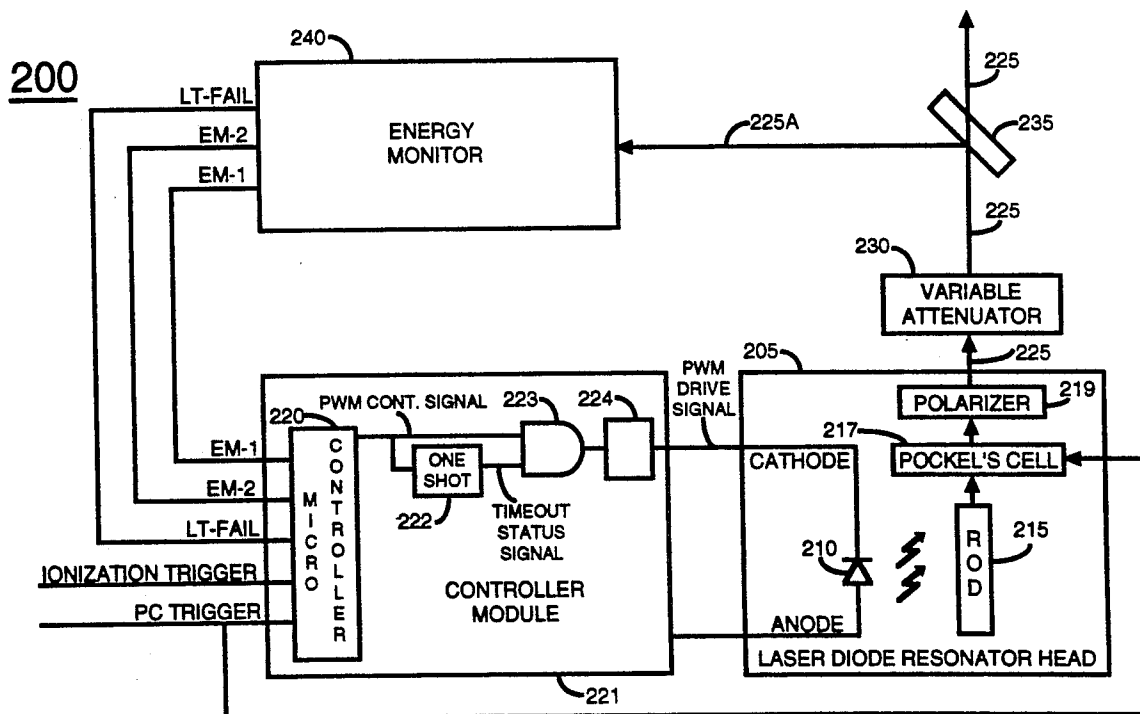 200
240
LT-FAIL
EM-2
EM-1
ENERGY
MONITOR
225A
225
235
225
230
VARIABLE
ATTENUATOR
225
205
POLARIZER
219
217
POCKEL'S CELL
PWM
DRIVE
SIGNAL
CATHODE
210
ROD
215
ANODE
LASER DIODE RESONATOR HEAD
PWM CONT. SIGNAL
220
223
224
ONE
SHOT
222
TIMEOUT
STATUS
SIGNAL
MICRO
CONTROLLER
CONTROLLER
MODULE
221
EM-1
EM-2
LT-FAIL
IONIZATION TRIGGER
PC TRIGGER